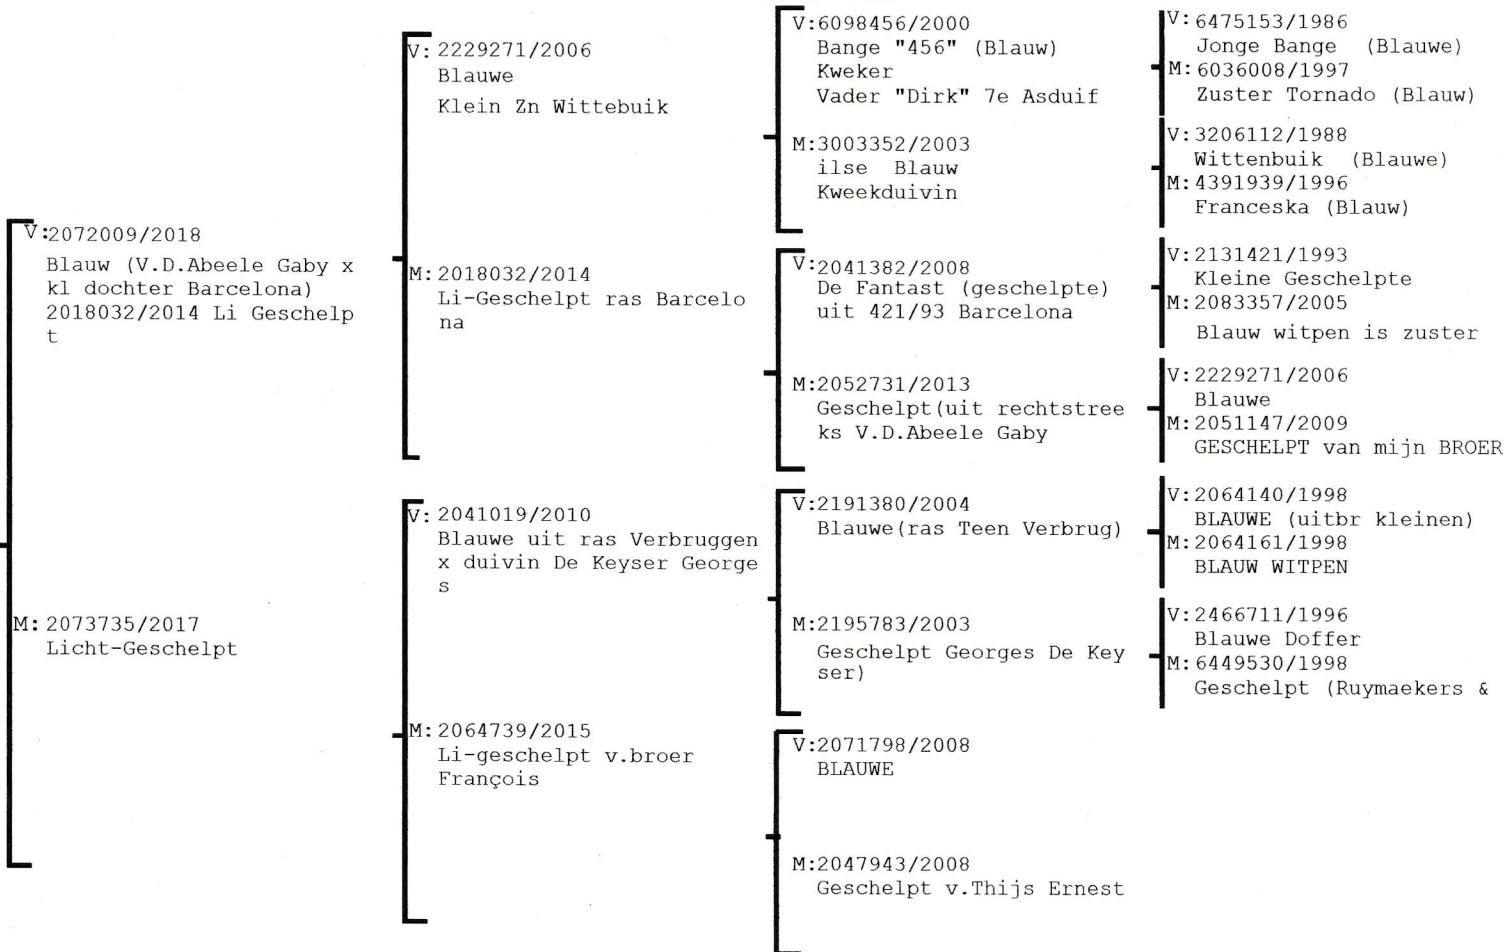 V:2072009/2018
Blauw (V.D.Abeele Gaby x
kl dochter Barcelona)
2018032/2014 Li Geschelp
t
M:2073735/2017
Licht-Geschelpt
V:2229271/2006
Blauwe
Klein Zn Wittebuik
M:2018032/2014
Li-Geschelpt ras Barcelo
na
V:2041019/2010
Blauwe uit ras Verbruggen
x duivin De Keyser George
s
M:2064739/2015
Li-geschelpt v.broer
François
V:6098456/2000
Bange "456" (Blauw)
Kweker
Vader "Dirk" 7e Asduif
M:3003352/2003
ilse Blauw
Kweekduivin
V:2041382/2008
De Fantast (geschelpte)
uit 421/93 Barcelona
M:2052731/2013
Geschelpt(uit rechtstree
ks V.D.Abeele Gaby
V:2191380/2004
Blauwe(ras Teen Verbrug)
M:2195783/2003
Geschelpt Georges De Key
ser)
V:2071798/2008
BLAUWE
M:2047943/2008
Geschelpt v.Thijs Ernest
V:6475153/1986
Jonge Bange (Blauwe)
M:6036008/1997
Zuster Tornado (Blauw)
V:3206112/1988
Wittenbuik (Blauwe)
M:4391939/1996
Franceska (Blauw)
V:2131421/1993
Kleine Geschelpte
M:2083357/2005
Blauw witpen is zuster
V:2229271/2006
Blauwe
M:2051147/2009
GESCHELPT van mijn BROER
V:2064140/1998
BLAUWE (uitbr kleinen)
M:2064161/1998
BLAUW WITPEN
V:2466711/1996
Blauwe Doffer
M:6449530/1998
Geschelpt (Ruymaekers &